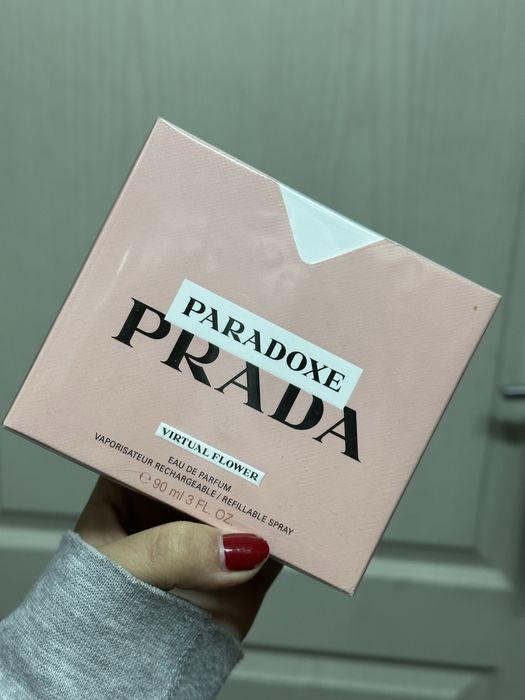 PARADOXE
PRADA
VIRTUAL FLOWER
EAU DE PARFUM
VAPORISATEUR RECHARGEABLE / REFILLABLE SPRAY
℮ 90 ml 3 FL. OZ.